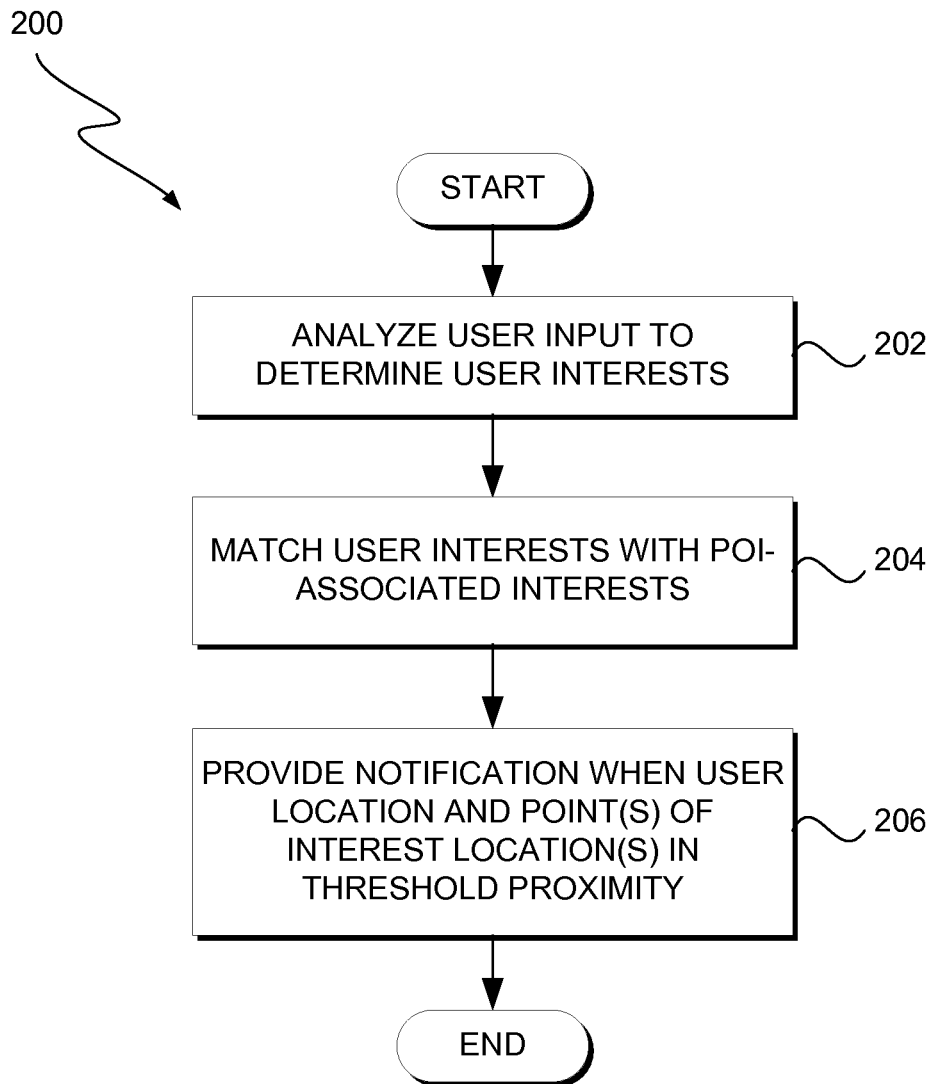 200
START
ANALYZE USER INPUT TO
DETERMINE USER INTERESTS
202
MATCH USER INTERESTS WITH POI-
ASSOCIATED INTERESTS
204
PROVIDE NOTIFICATION WHEN USER
LOCATION AND POINT(S) OF
INTEREST LOCATION(S) IN
THRESHOLD PROXIMITY
206
END